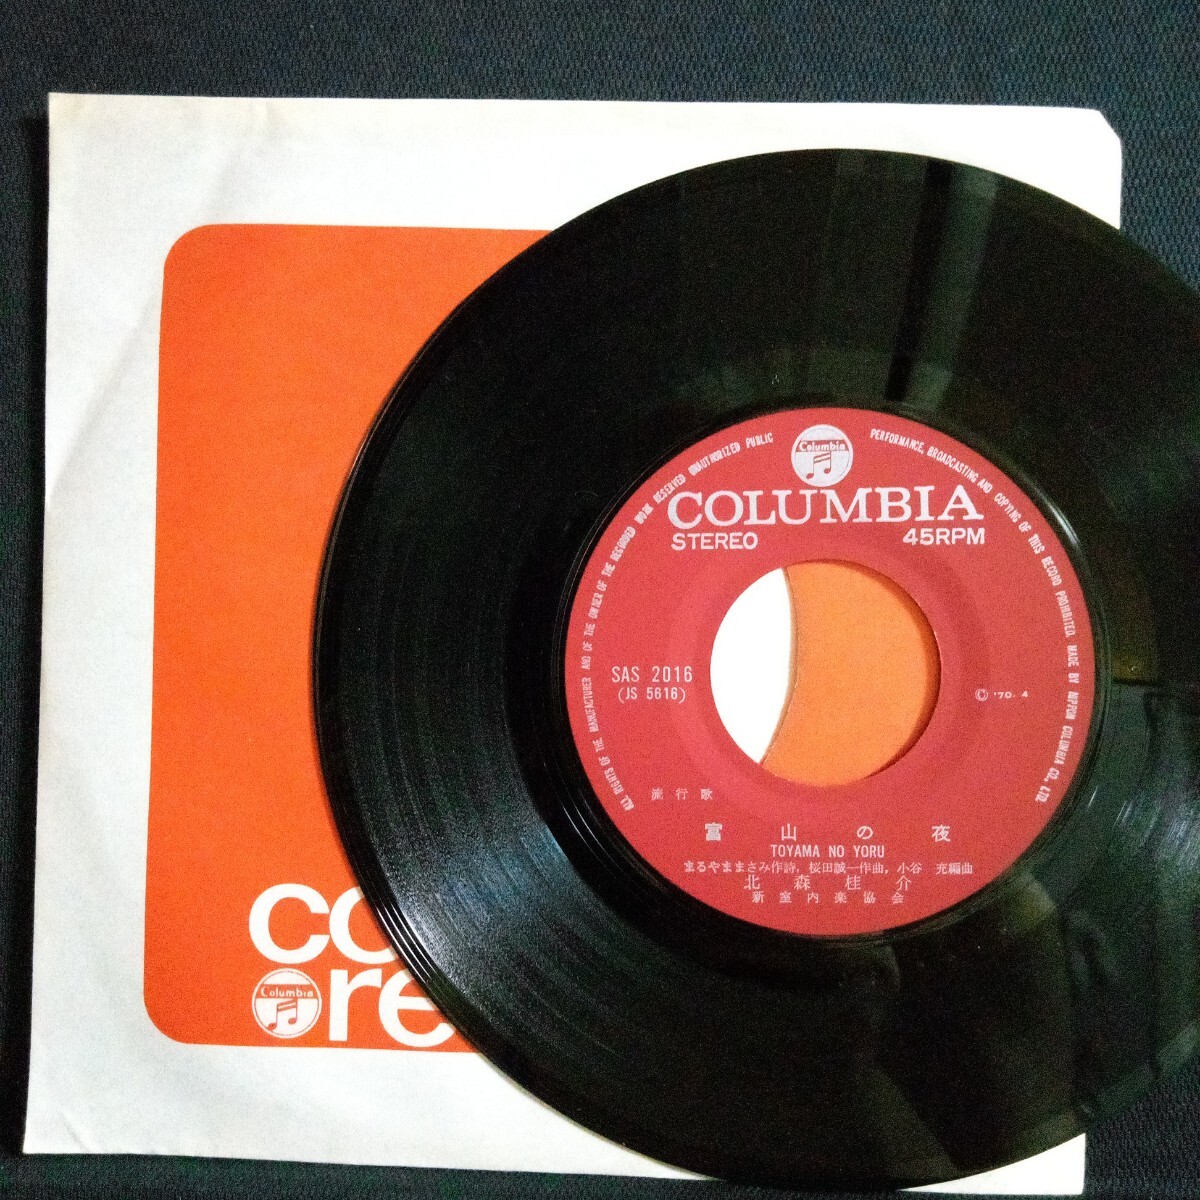 Columbia
COLUMBIA
STEREO 45RPM
ALL RIGHTS OF THE MANUFACTURER AND OF THE OWNER OF THE RECORDED WORK RESERVED UNAUTHORIZED PUBLIC PERFORMANCE, BROADCASTING AND COPYING OF THIS RECORD PROHIBITED. MADE BY NIPPON COLUMBIA CO., LTD.
SAS 2016
(JS 5616)
© '70. 4
流行歌
富山の夜
TOYAMA NO YORU
まるやままさみ作詩, 桜田誠一作曲, 小谷 充編曲
北森桂介
新室内楽協会
co
Columbia
re